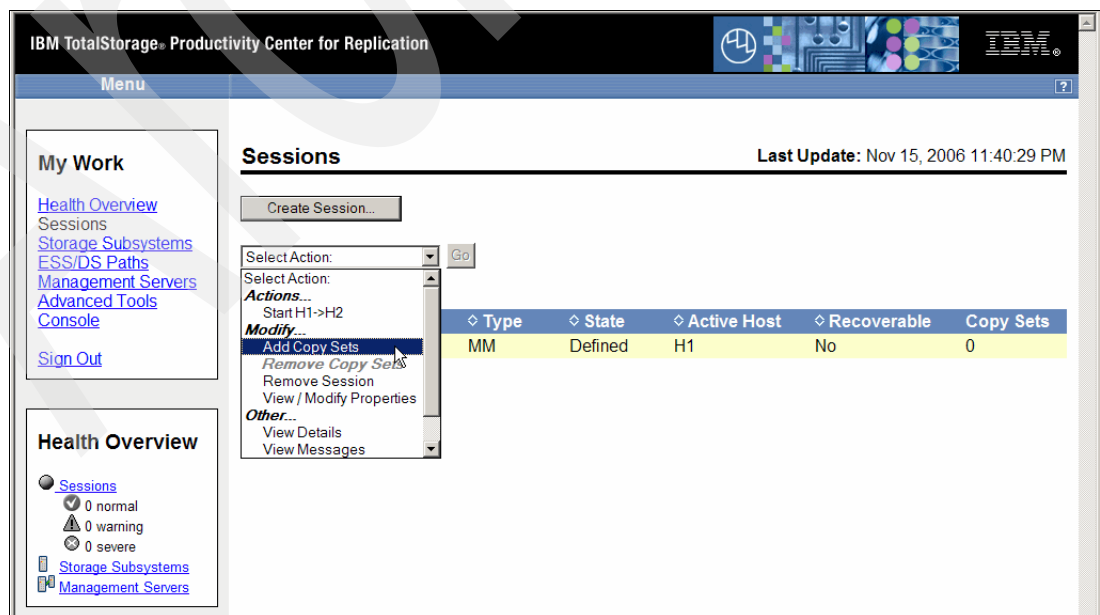 IBM TotalStorage® Productivity Center for Replication
IBM®
Menu
?
My Work
Health Overview
Sessions
Storage Subsystems
ESS/DS Paths
Management Servers
Advanced Tools
Console
Sign Out
Health Overview
Sessions
0 normal
0 warning
0 severe
Storage Subsystems
Management Servers
Sessions
Last Update: Nov 15, 2006 11:40:29 PM
Create Session...
Select Action:
Go
Select Action:
Actions...
Start H1->H2
Modify...
Add Copy Sets
Remove Copy Sets
Remove Session
View / Modify Properties
Other...
View Details
View Messages
Type State Active Host Recoverable Copy Sets
MM Defined H1 No 0